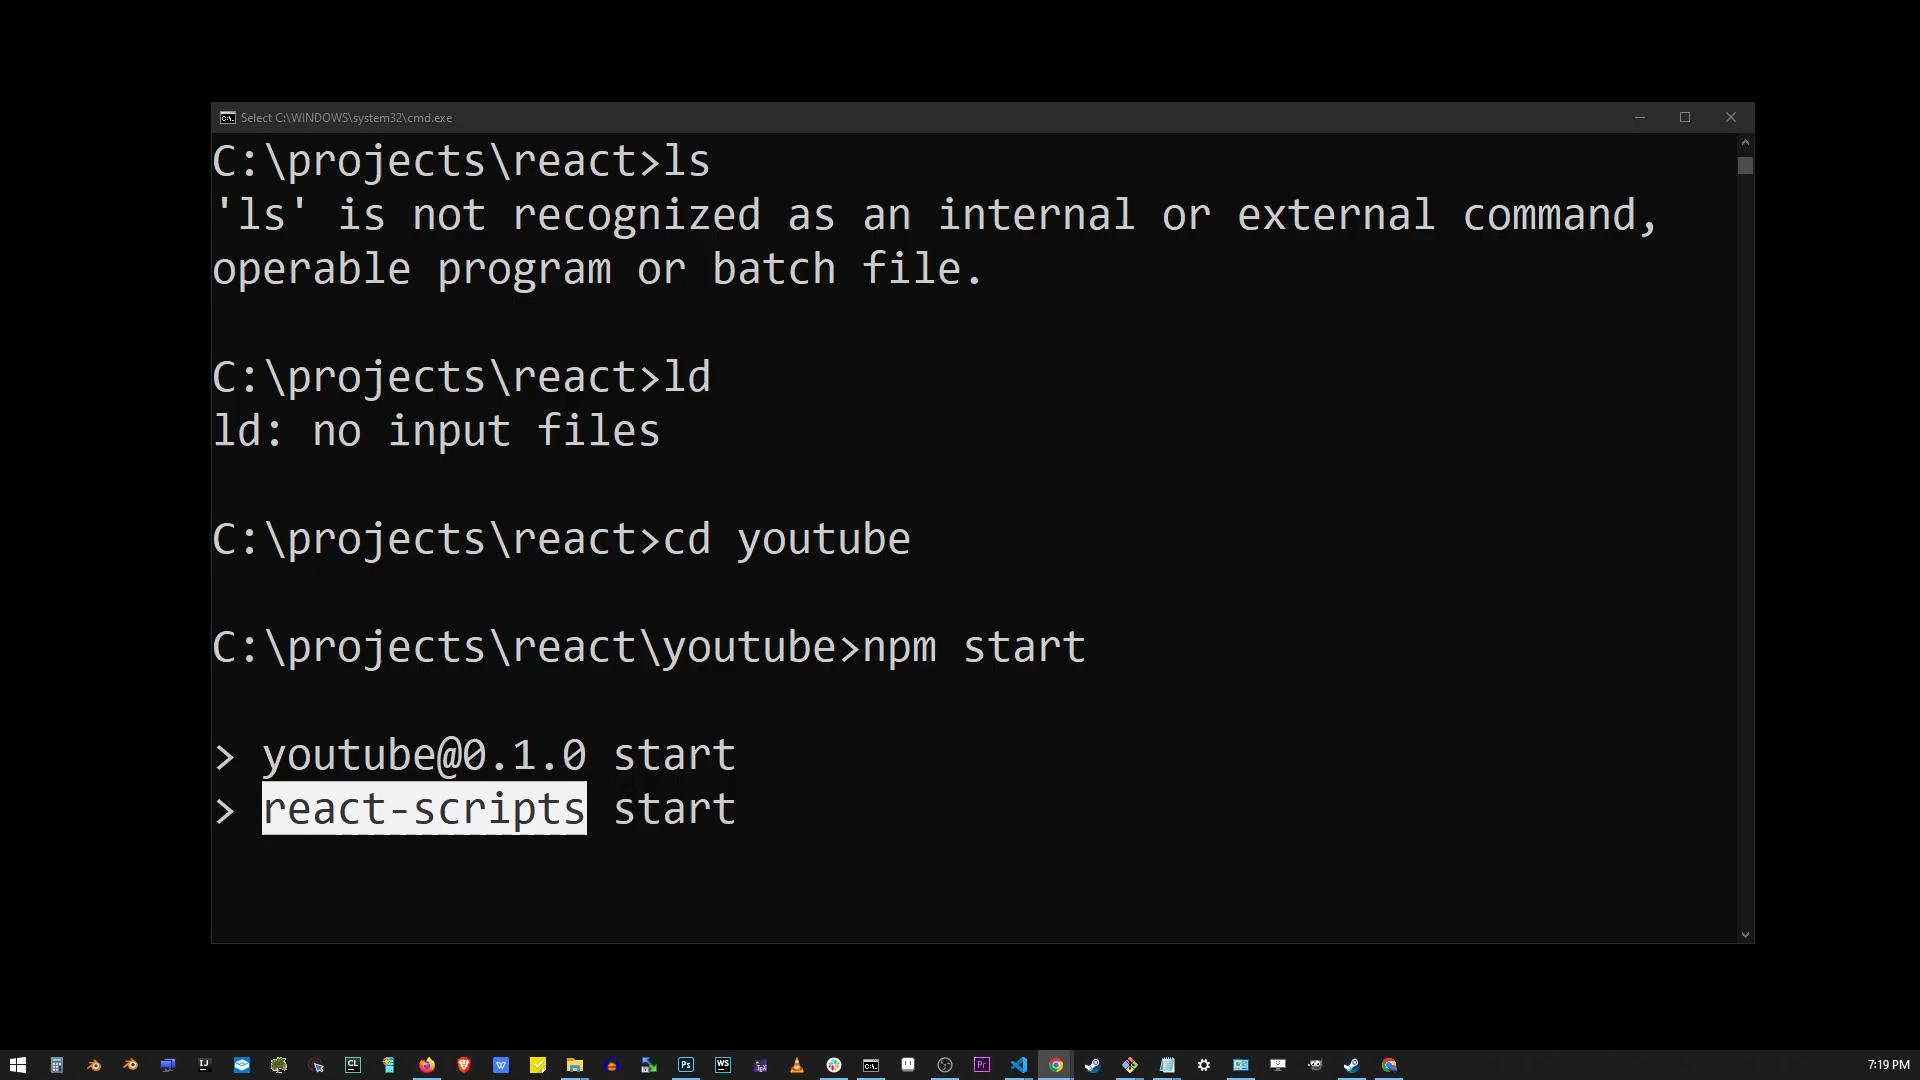 Select C:\WINDOWS\system32\cmd.exe
C:\projects\react>ls
'ls' is not recognized as an internal or external command,
operable program or batch file.
C:\projects\react>ld
ld: no input files
C:\projects\react>cd youtube
C:\projects\react\youtube>npm start
> youtube@0.1.0 start
> react-scripts start
7:19 PM